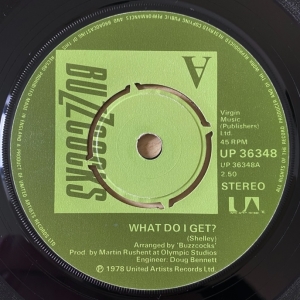 BUZZCOCKS
A
Virgin
Music
(Publishers)
Ltd.
45 RPM
UP 36348
UP 36348A
2.50
STEREO
UA
WHAT DO I GET?
(Shelley)
Arranged by 'Buzzcocks'
Prod by Martin Rushent at Olympic Studios
Engineer: Doug Bennett
℗ 1978 United Artists Records Ltd.